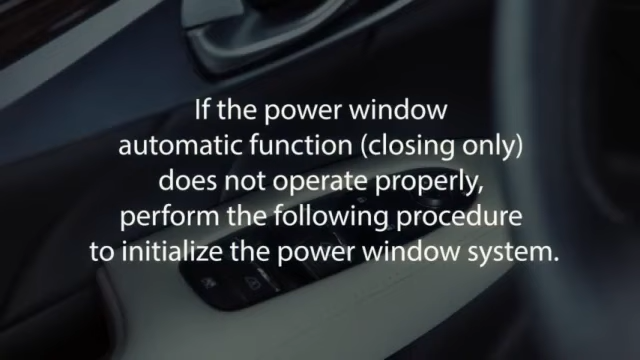 If the power window
automatic function (closing only)
does not operate properly,
perform the following procedure
to initialize the power window system.